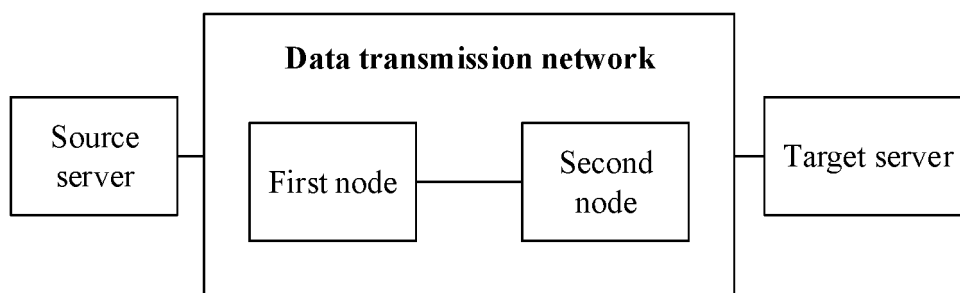 Data transmission network
Source
server
First node
Second
node
Target server